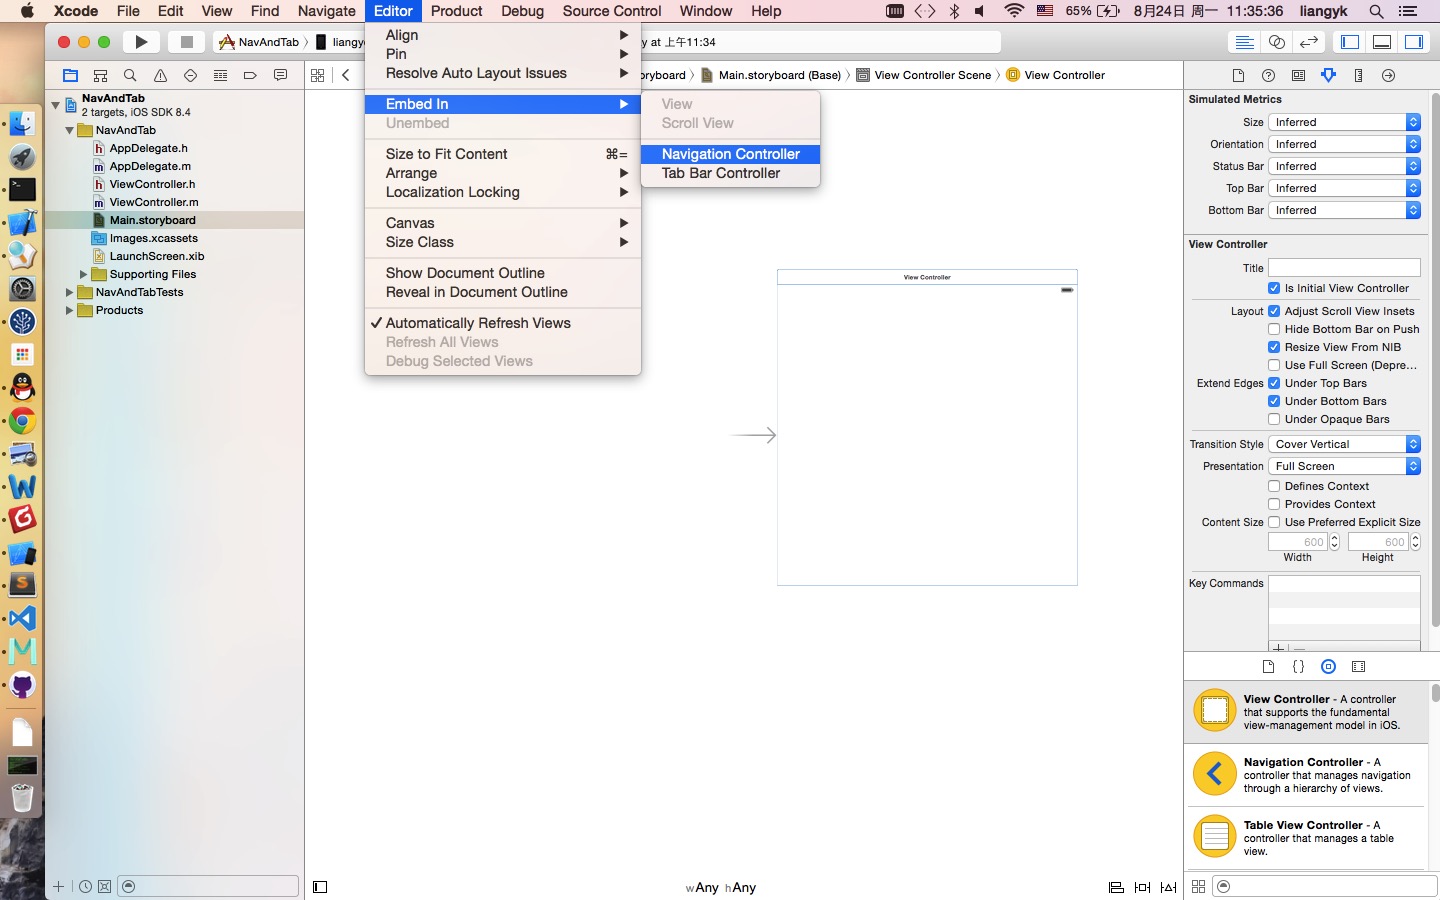 Xcode File Edit View Find Navigate Editor Product Debug Source Control Window Help 65% 8月24日 周一 11:35:36 liangyk
NavAndTab liangy y at 上午11:34
oryboard Main.storyboard (Base) View Controller Scene View Controller
NavAndTab
2 targets, iOS SDK 8.4
NavAndTab
AppDelegate.h
AppDelegate.m
ViewController.h
ViewController.m
Main.storyboard
Images.xcassets
LaunchScreen.xib
Supporting Files
NavAndTabTests
Products
Align
Pin
Resolve Auto Layout Issues
Embed In
Unembed
Size to Fit Content ⌘=
Arrange
Localization Locking
Canvas
Size Class
Show Document Outline
Reveal in Document Outline
✓ Automatically Refresh Views
Refresh All Views
Debug Selected Views
View
Scroll View
Navigation Controller
Tab Bar Controller
View Controller
wAny hAny
Simulated Metrics
Size Inferred
Orientation Inferred
Status Bar Inferred
Top Bar Inferred
Bottom Bar Inferred
View Controller
Title
Is Initial View Controller
Layout Adjust Scroll View Insets
Hide Bottom Bar on Push
Resize View From NIB
Use Full Screen (Depre...
Extend Edges Under Top Bars
Under Bottom Bars
Under Opaque Bars
Transition Style Cover Vertical
Presentation Full Screen
Defines Context
Provides Context
Content Size Use Preferred Explicit Size
600 600
Width Height
Key Commands
View Controller - A controller
that supports the fundamental
view-management model in iOS.
Navigation Controller - A
controller that manages navigation
through a hierarchy of views.
Table View Controller - A
controller that manages a table
view.